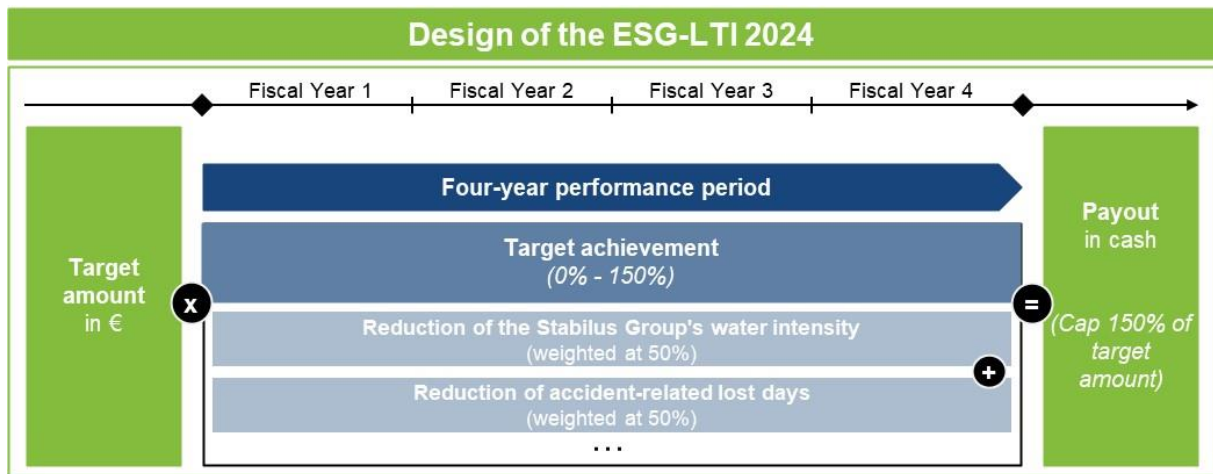 Design of the ESG-LTI 2024
Fiscal Year 1
Fiscal Year 2
Fiscal Year 3
Fiscal Year 4
Four-year performance period
Target
amount
in €
x
Target achievement
(0% - 150%)
Reduction of the Stabilus Group's water intensity
(weighted at 50%)
+
Reduction of accident-related lost days
(weighted at 50%)
...
=
Payout
in cash
(Cap 150% of
target
amount)